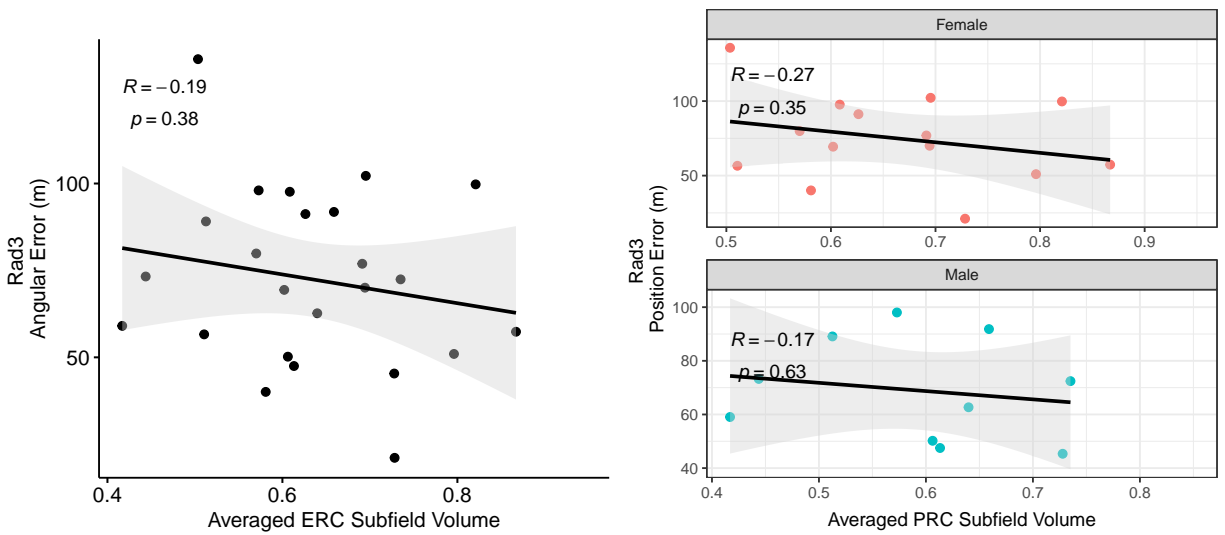 Rad3
Angular Error (m)
100
50
R = −0.19
p = 0.38
0.4
0.6
0.8
Averaged ERC Subfield Volume
Rad3
Position Error (m)
Female
R = −0.27
p = 0.35
100
50
0.5
0.6
0.7
0.8
0.9
Male
R = −0.17
p = 0.63
100
80
60
40
0.4
0.5
0.6
0.7
0.8
Averaged PRC Subfield Volume